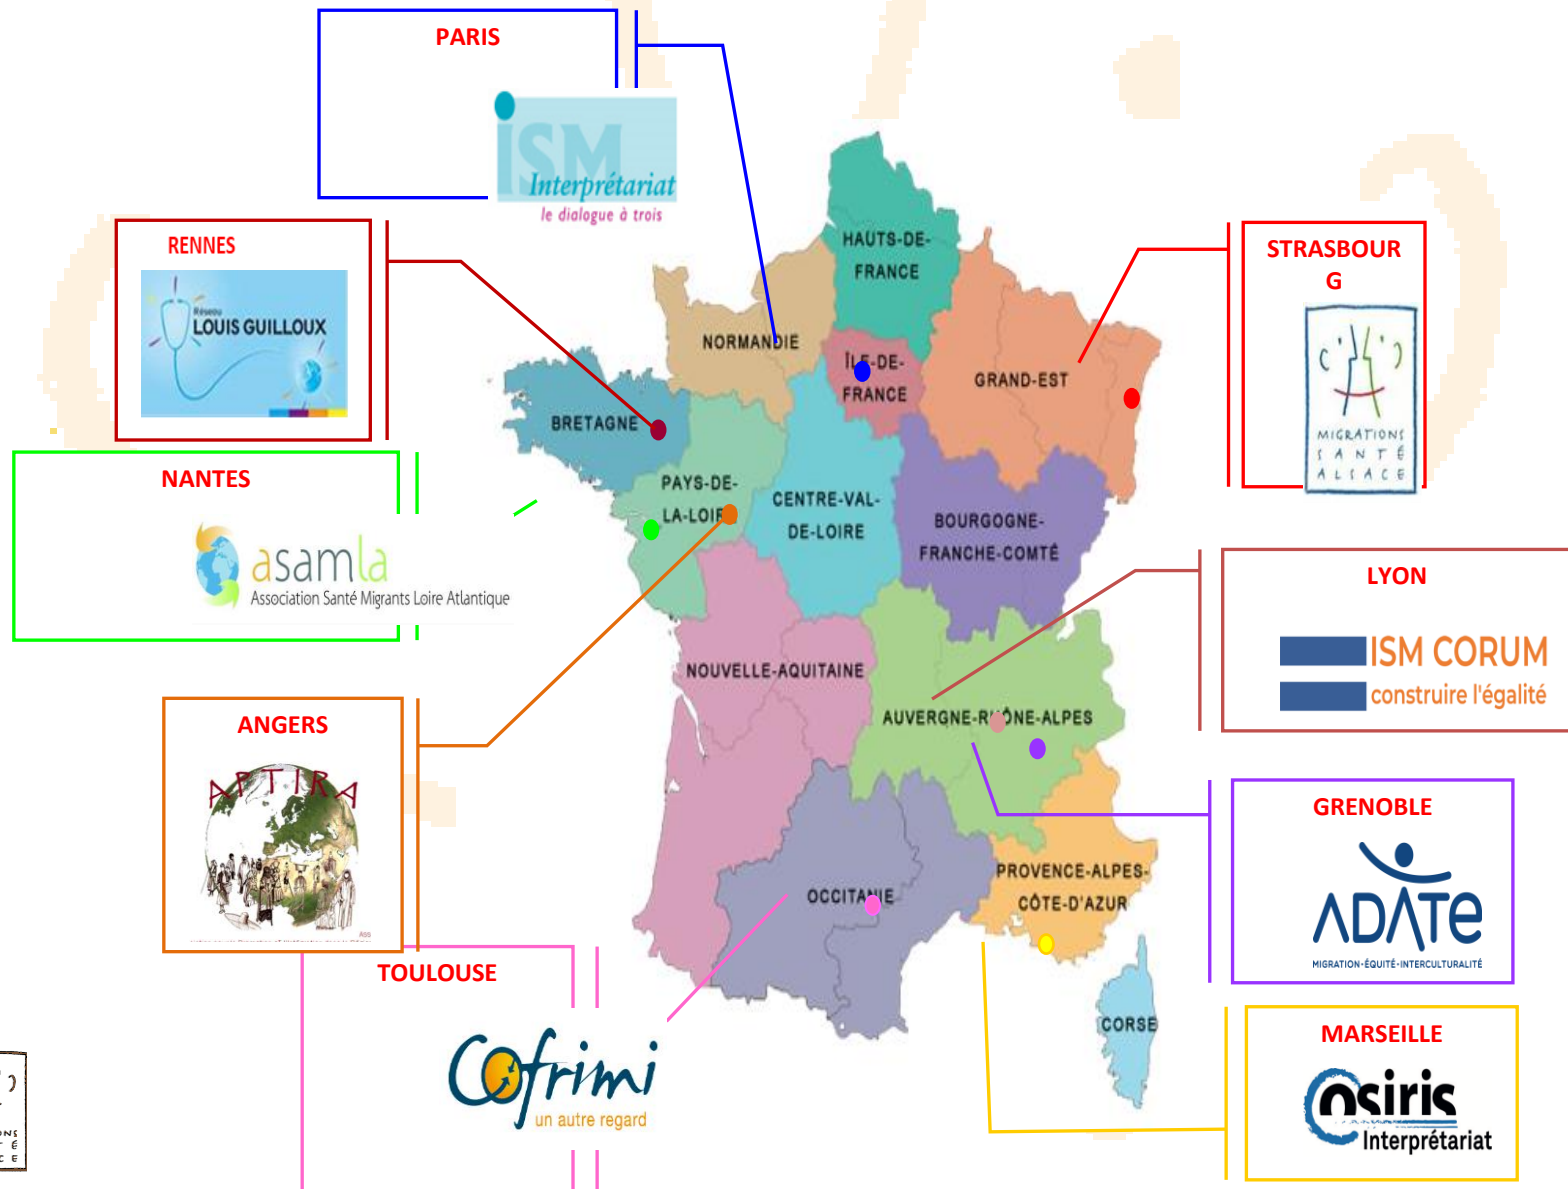 PARIS
ISM
Interprétariat
le dialogue à trois
RENNES
Réseau
LOUIS GUILLOUX
NANTES
asamla
Association Santé Migrants Loire Atlantique
ANGERS
APTIRA
TOULOUSE
Cofrimi
un autre regard
HAUTS-DE-
FRANCE
NORMANDIE
ÎLE-DE-
FRANCE
GRAND-EST
BRETAGNE
PAYS-DE-
LA-LOIRE
CENTRE-VAL-
DE-LOIRE
BOURGOGNE-
FRANCHE-COMTÉ
NOUVELLE-AQUITAINE
AUVERGNE-RHÔNE-ALPES
OCCITANIE
PROVENCE-ALPES-
CÔTE-D'AZUR
CORSE
STRASBOUR
G
MIGRATIONS
SANTÉ
ALSACE
LYON
ISM CORUM
construire l'égalité
GRENOBLE
ADATE
MIGRATION-ÉQUITÉ-INTERCULTURALITÉ
MARSEILLE
Osiris
Interprétariat